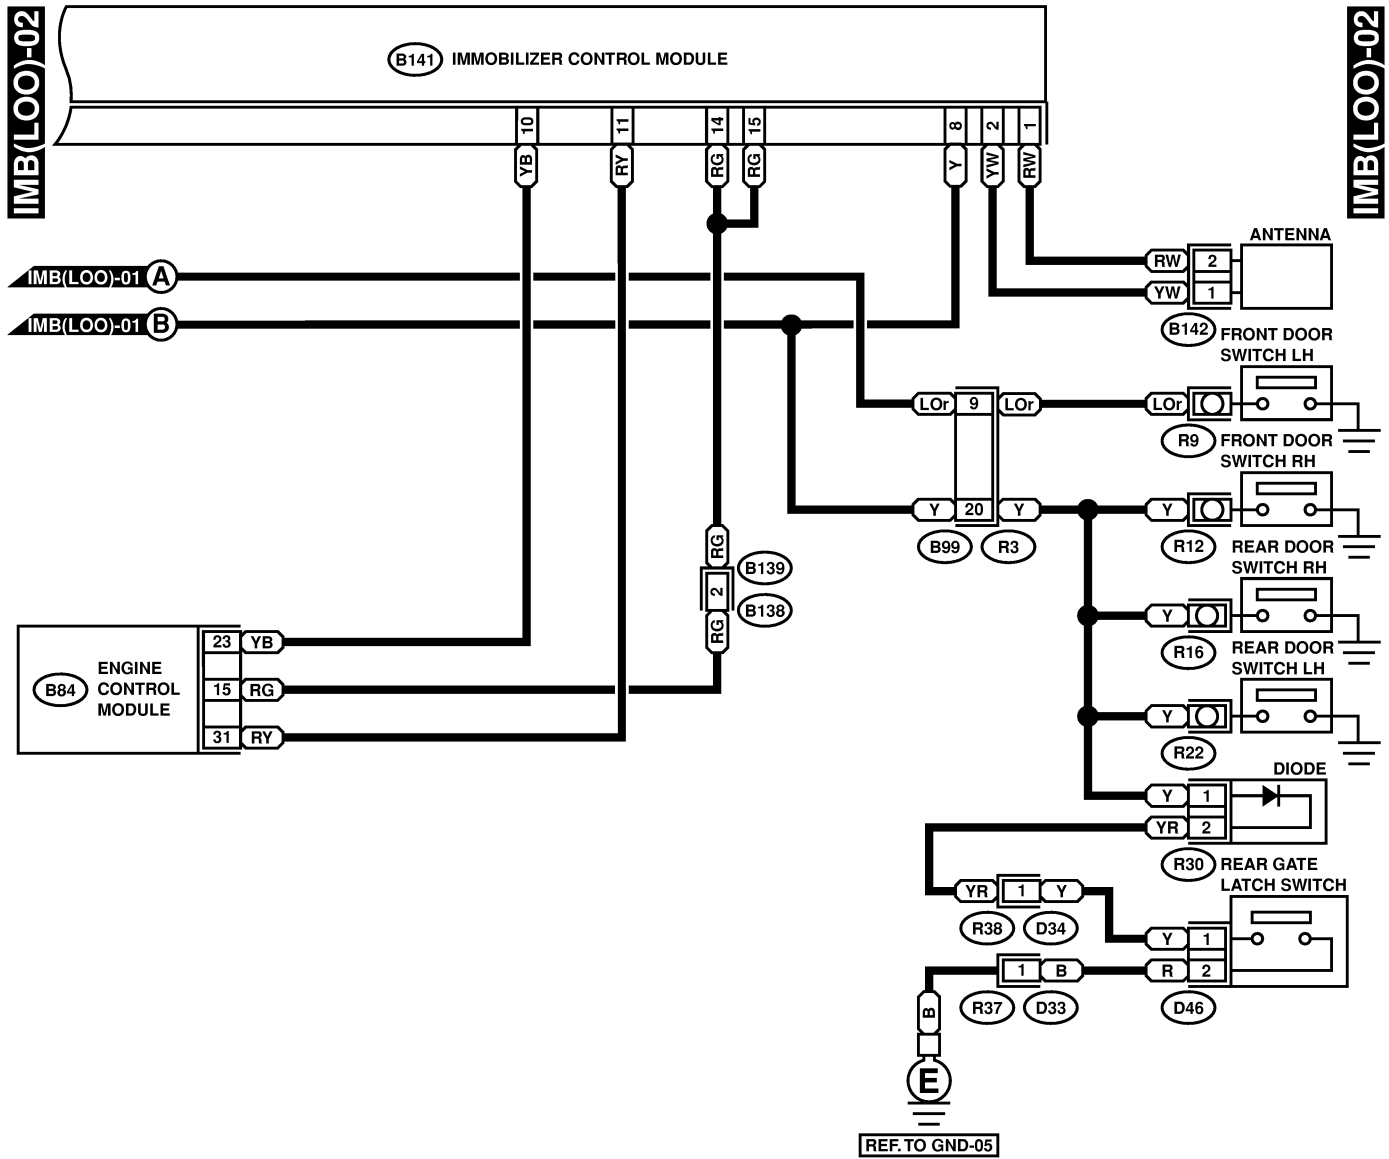 IMB(LOO)-02
IMB(LOO)-02
B141 IMMOBILIZER CONTROL MODULE
10 11 14 15 8 2 1
YB RY RG RG Y YW RW
ANTENNA
RW 2
IMB(LOO)-01 A
YW 1
IMB(LOO)-01 B
B142
FRONT DOOR
SWITCH LH
LOr 9 LOr LOr
R9
FRONT DOOR
SWITCH RH
Y 20 Y Y
B99 R3 R12
REAR DOOR
SWITCH RH
RG
B139
2
B138
RG
Y
R16
REAR DOOR
SWITCH LH
23 YB
B84
ENGINE
CONTROL
MODULE
15 RG
31 RY
Y
R22
DIODE
Y 1
YR 2
R30
REAR GATE
LATCH SWITCH
YR 1 Y
R38 D34
Y 1
1 B R 2
R37 D33 D46
B
E
REF. TO GND-05